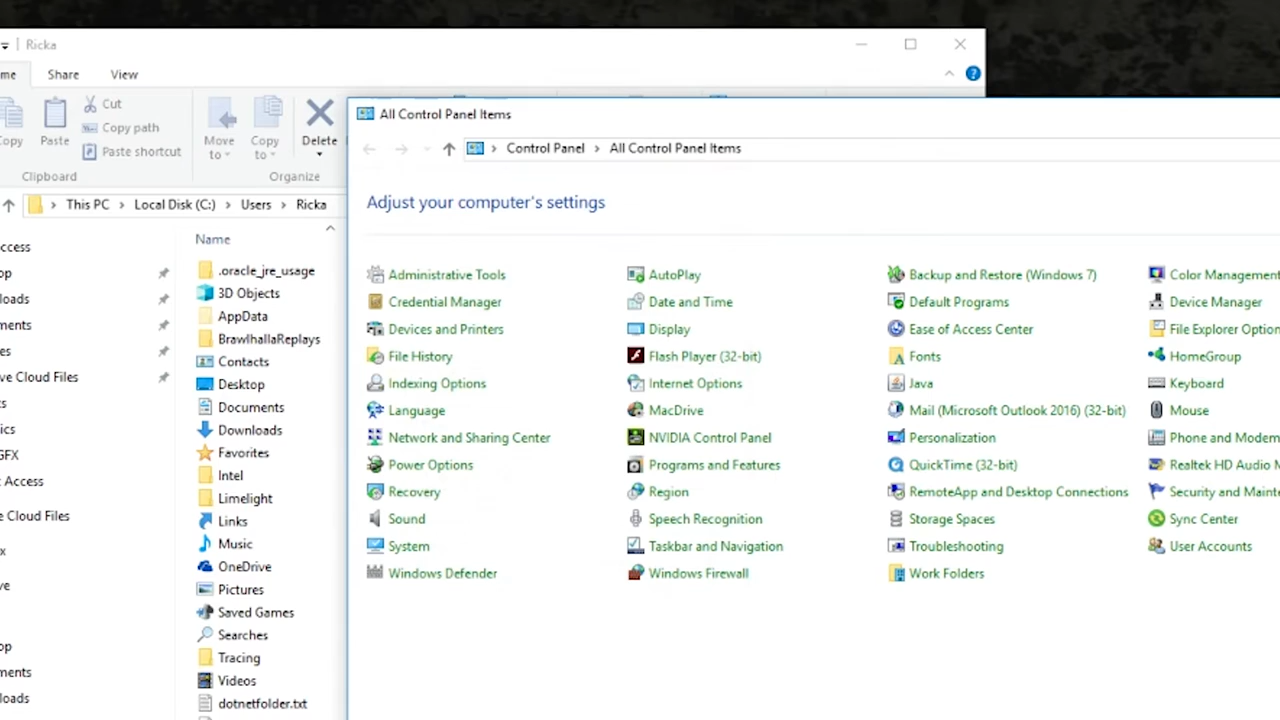 Ricka
me Share View
Copy Paste Cut
Copy path
Paste shortcut
Move to
Copy to
Delete
Clipboard
Organize
This PC > Local Disk (C:) > Users > Ricka
ccess
op
loads
ments
es
ve Cloud Files
ts
ics
GFX
Access
e Cloud Files
x
ve
op
ments
loads
Name
.oracle_jre_usage
3D Objects
AppData
BrawlhallaReplays
Contacts
Desktop
Documents
Downloads
Favorites
Intel
Limelight
Links
Music
OneDrive
Pictures
Saved Games
Searches
Tracing
Videos
dotnetfolder.txt
All Control Panel Items
Control Panel > All Control Panel Items
Adjust your computer's settings
Administrative Tools AutoPlay Backup and Restore (Windows 7) Color Management
Credential Manager Date and Time Default Programs Device Manager
Devices and Printers Display Ease of Access Center File Explorer Option
File History Flash Player (32-bit) Fonts HomeGroup
Indexing Options Internet Options Java Keyboard
Language MacDrive Mail (Microsoft Outlook 2016) (32-bit) Mouse
Network and Sharing Center NVIDIA Control Panel Personalization Phone and Modem
Power Options Programs and Features QuickTime (32-bit) Realtek HD Audio M
Recovery Region RemoteApp and Desktop Connections Security and Mainte
Sound Speech Recognition Storage Spaces Sync Center
System Taskbar and Navigation Troubleshooting User Accounts
Windows Defender Windows Firewall Work Folders